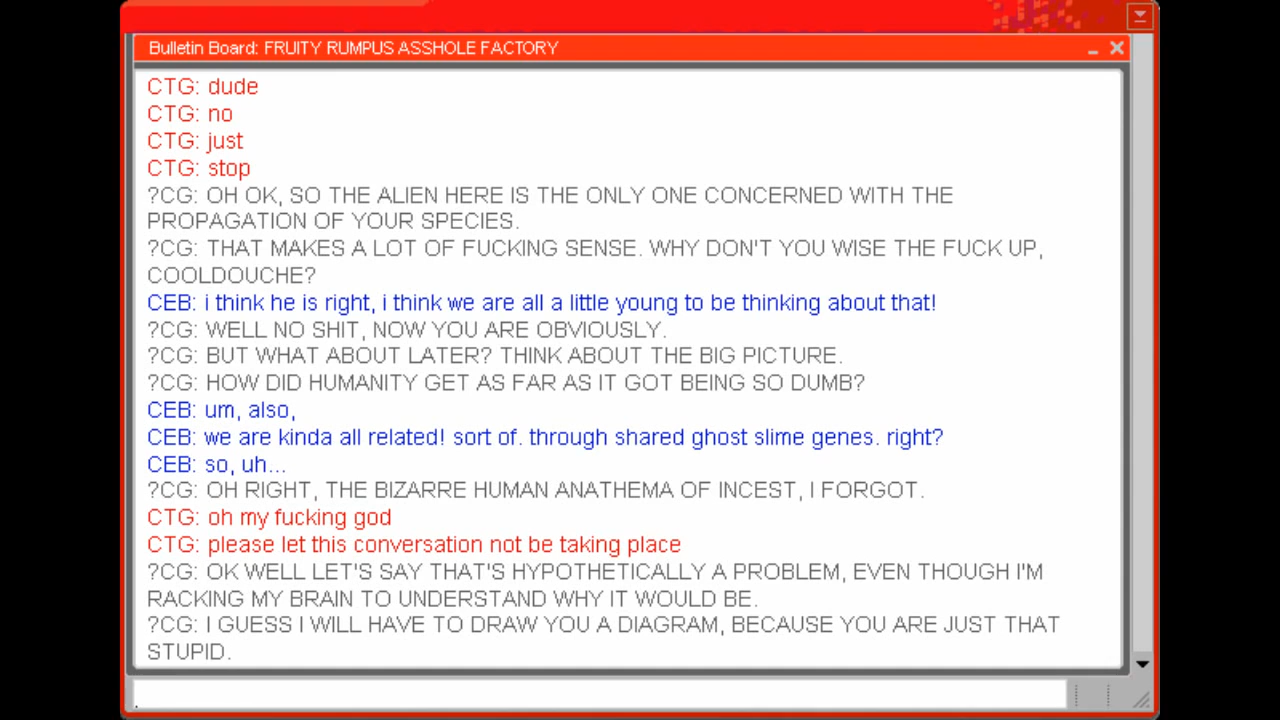 Bulletin Board: FRUITY RUMPUS ASSHOLE FACTORY
CTG: dude
CTG: no
CTG: just
CTG: stop
?CG: OH OK, SO THE ALIEN HERE IS THE ONLY ONE CONCERNED WITH THE
PROPAGATION OF YOUR SPECIES.
?CG: THAT MAKES A LOT OF FUCKING SENSE. WHY DON'T YOU WISE THE FUCK UP,
COOLDOUCHE?
CEB: i think he is right, i think we are all a little young to be thinking about that!
?CG: WELL NO SHIT, NOW YOU ARE OBVIOUSLY.
?CG: BUT WHAT ABOUT LATER? THINK ABOUT THE BIG PICTURE.
?CG: HOW DID HUMANITY GET AS FAR AS IT GOT BEING SO DUMB?
CEB: um, also,
CEB: we are kinda all related! sort of. through shared ghost slime genes. right?
CEB: so, uh...
?CG: OH RIGHT, THE BIZARRE HUMAN ANATHEMA OF INCEST, I FORGOT.
CTG: oh my fucking god
CTG: please let this conversation not be taking place
?CG: OK WELL LET'S SAY THAT'S HYPOTHETICALLY A PROBLEM, EVEN THOUGH I'M
RACKING MY BRAIN TO UNDERSTAND WHY IT WOULD BE.
?CG: I GUESS I WILL HAVE TO DRAW YOU A DIAGRAM, BECAUSE YOU ARE JUST THAT
STUPID.